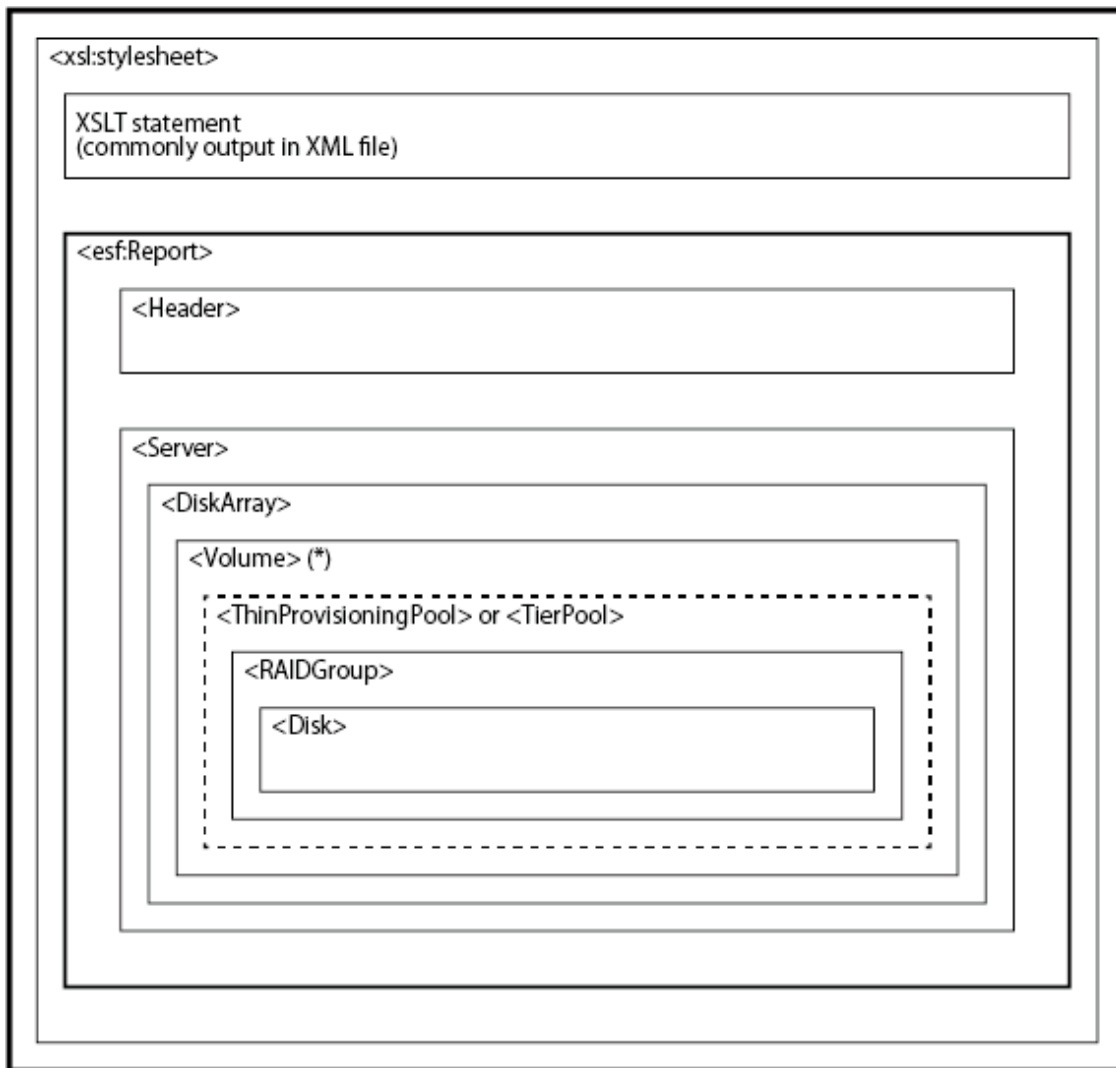 <xsl:stylesheet>
XSLT statement
(commonly output in XML file)
<esf:Report>
<Header>
<Server>
<DiskArray>
<Volume> (*)
<ThinProvisioningPool> or <TierPool>
<RAIDGroup>
<Disk>